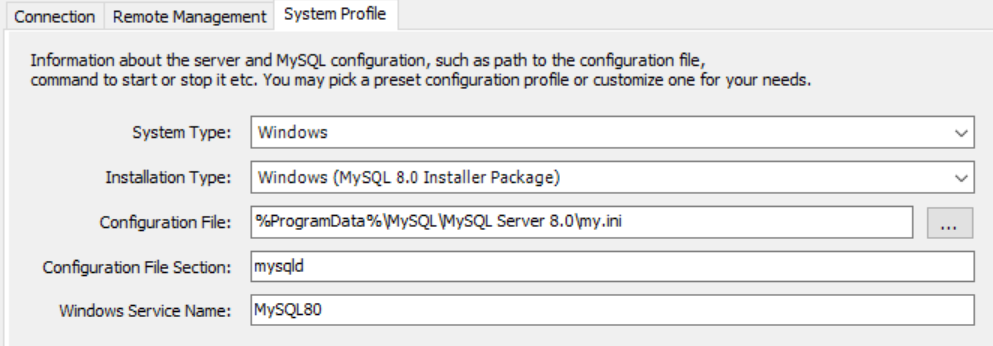 Connection Remote Management System Profile
Information about the server and MySQL configuration, such as path to the configuration file,
command to start or stop it etc. You may pick a preset configuration profile or customize one for your needs.
System Type: Windows
Installation Type: Windows (MySQL 8.0 Installer Package)
Configuration File: %ProgramData%\MySQL\MySQL Server 8.0\my.ini ...
Configuration File Section: mysqld
Windows Service Name: MySQL80